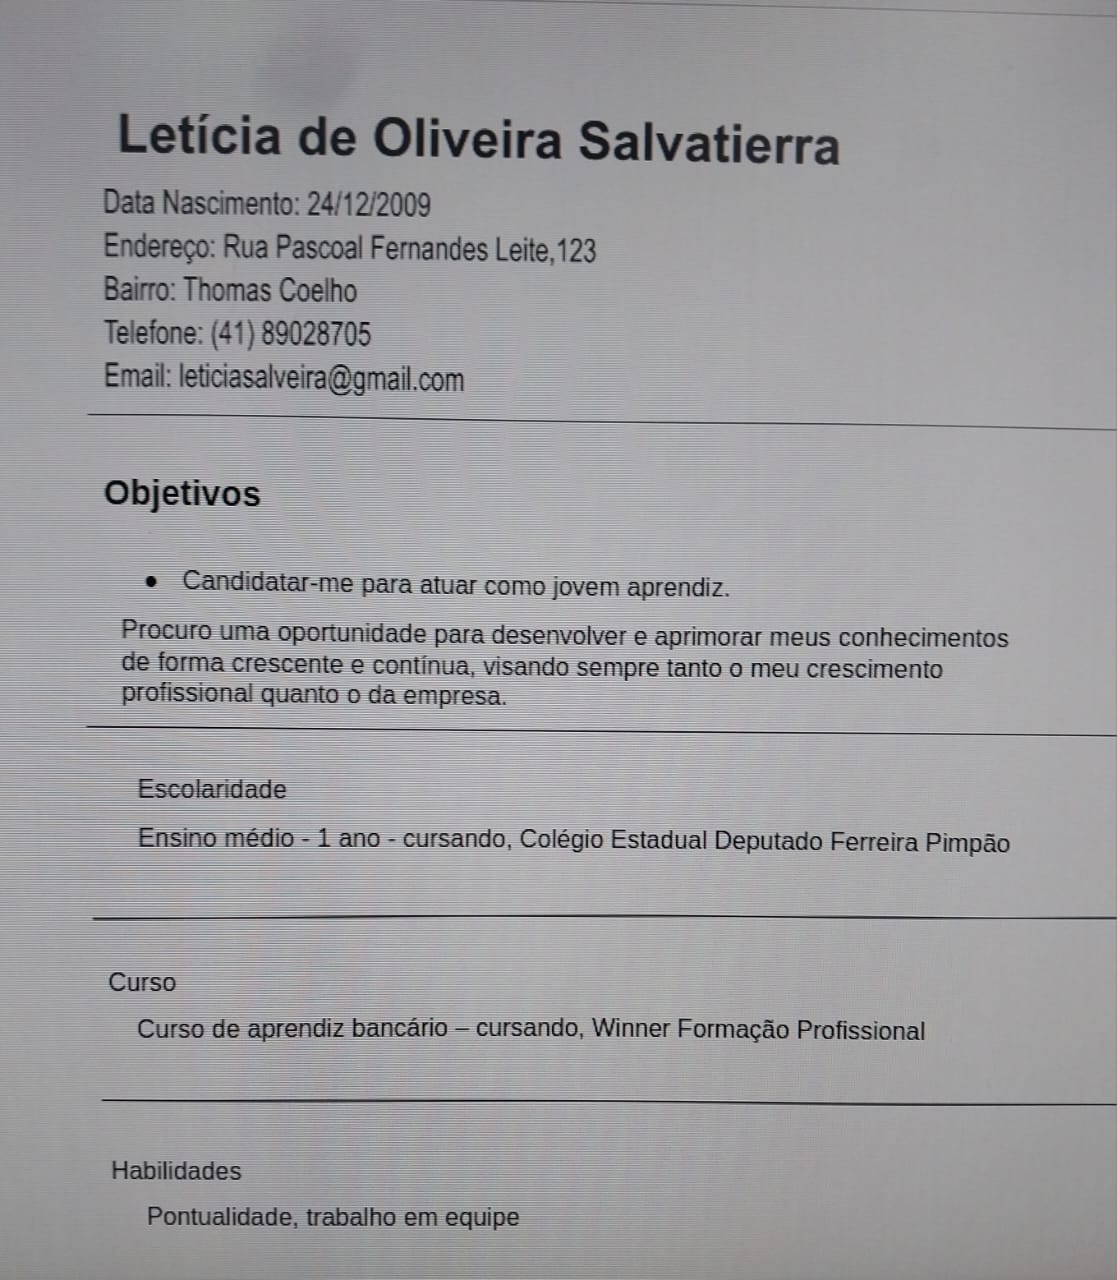 Letícia de Oliveira Salvatierra
Data Nascimento: 24/12/2009
Endereço: Rua Pascoal Fernandes Leite,123
Bairro: Thomas Coelho
Telefone: (41) 89028705
Email: leticiasalveira@gmail.com
Objetivos
• Candidatar-me para atuar como jovem aprendiz.
Procuro uma oportunidade para desenvolver e aprimorar meus conhecimentos
de forma crescente e contínua, visando sempre tanto o meu crescimento
profissional quanto o da empresa.
Escolaridade
Ensino médio - 1 ano - cursando, Colégio Estadual Deputado Ferreira Pimpão
Curso
Curso de aprendiz bancário – cursando, Winner Formação Profissional
Habilidades
Pontualidade, trabalho em equipe